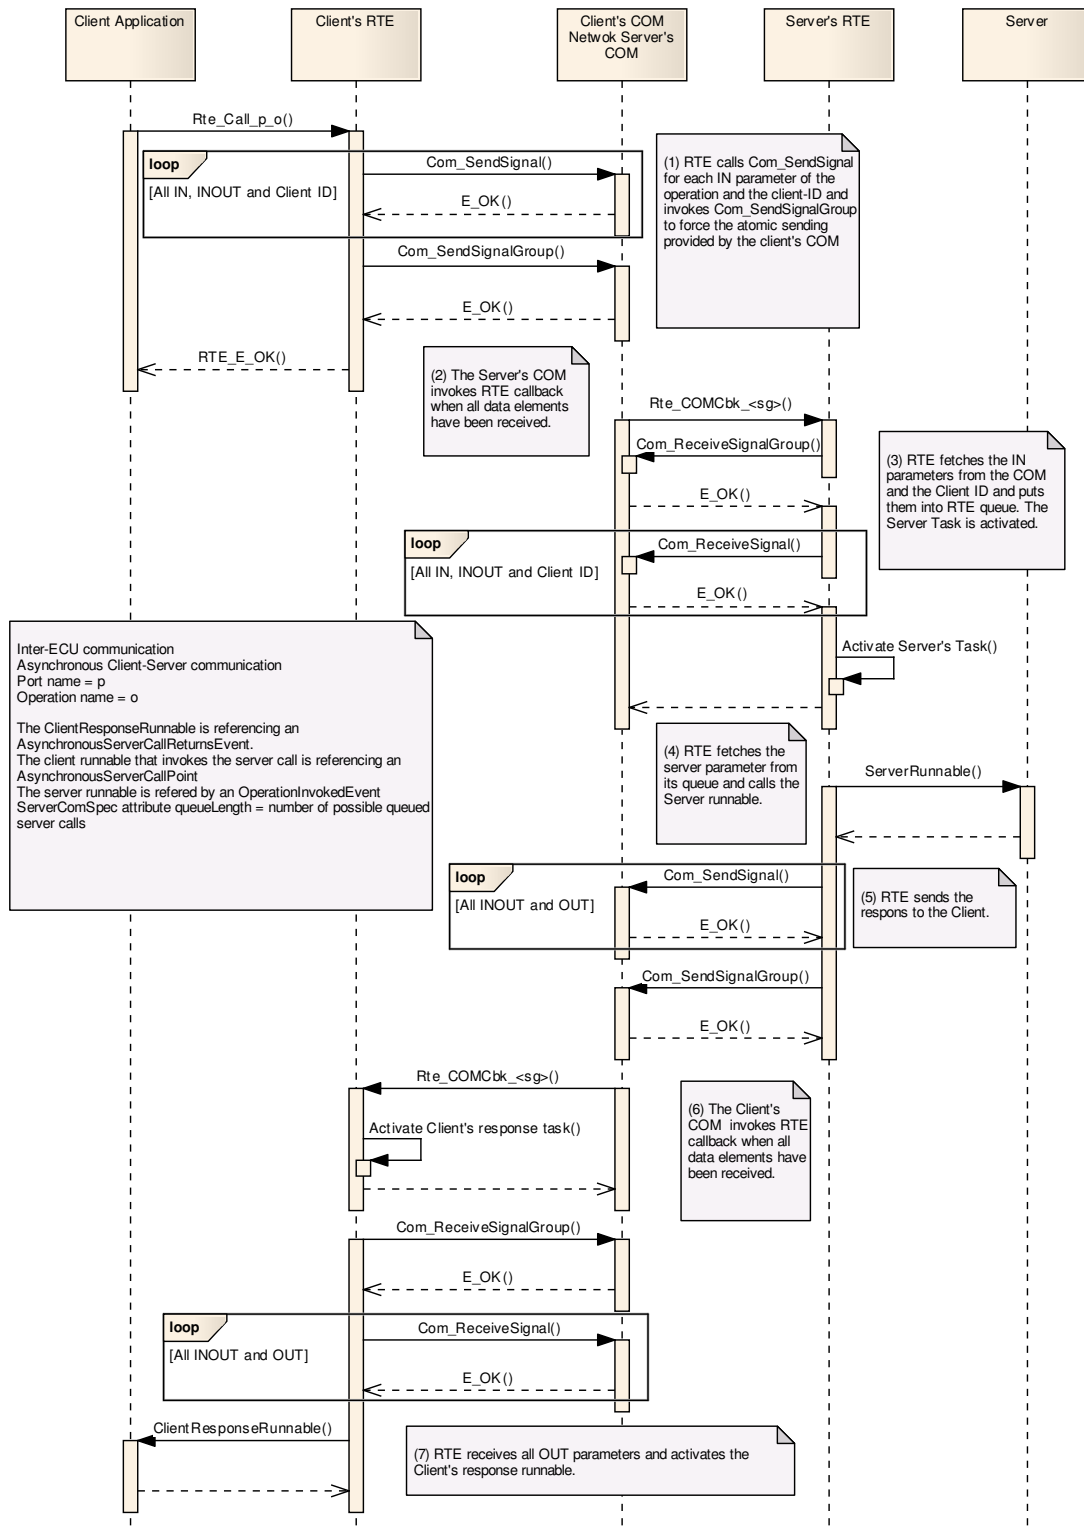 Client Application
Client's RTE
Client's COM
Netwok Server's
COM
Server's RTE
Server
Rte_Call_p_o()
loop
[All IN, INOUT and Client ID]
Com_SendSignal()
E_OK()
(1) RTE calls Com_SendSignal
for each IN parameter of the
operation and the client-ID and
invokes Com_SendSignalGroup
to force the atomic sending
provided by the client's COM
Com_SendSignalGroup()
E_OK()
RTE_E_OK()
(2) The Server's COM
invokes RTE callback
when all data elements
have been received.
Rte_COMCbk_<sg>()
Com_ReceiveSignalGroup()
E_OK()
(3) RTE fetches the IN
parameters from the COM
and the Client ID and puts
them into RTE queue. The
Server Task is activated.
loop
[All IN, INOUT and Client ID]
Com_ReceiveSignal()
E_OK()
Inter-ECU communication
Asynchronous Client-Server communication
Port name = p
Operation name = o
The ClientResponseRunnable is referencing an
AsynchronousServerCallReturnsEvent.
The client runnable that invokes the server call is referencing an
AsynchronousServerCallPoint
The server runnable is refered by an OperationInvokedEvent
ServerComSpec attribute queueLength = number of possible queued
server calls
Activate Server's Task()
(4) RTE fetches the
server parameter from
its queue and calls the
Server runnable.
ServerRunnable()
loop
[All INOUT and OUT]
Com_SendSignal()
E_OK()
(5) RTE sends the
respons to the Client.
Com_SendSignalGroup()
E_OK()
Rte_COMCbk_<sg>()
Activate Client's response task()
(6) The Client's
COM invokes RTE
callback when all
data elements have
been received.
Com_ReceiveSignalGroup()
E_OK()
loop
[All INOUT and OUT]
Com_ReceiveSignal()
E_OK()
ClientResponseRunnable()
(7) RTE receives all OUT parameters and activates the
Client's response runnable.